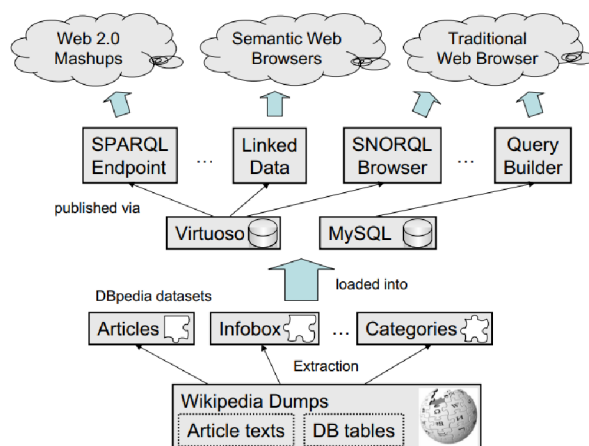 Web 2.0
Mashups
Semantic Web
Browsers
Traditional
Web Browser
SPARQL
Endpoint
...
Linked
Data
SNORQL
Browser
...
Query
Builder
published via
Virtuoso
MySQL
loaded into
DBpedia datasets
Articles
Infobox
...
Categories
Extraction
Wikipedia Dumps
Article texts
DB tables